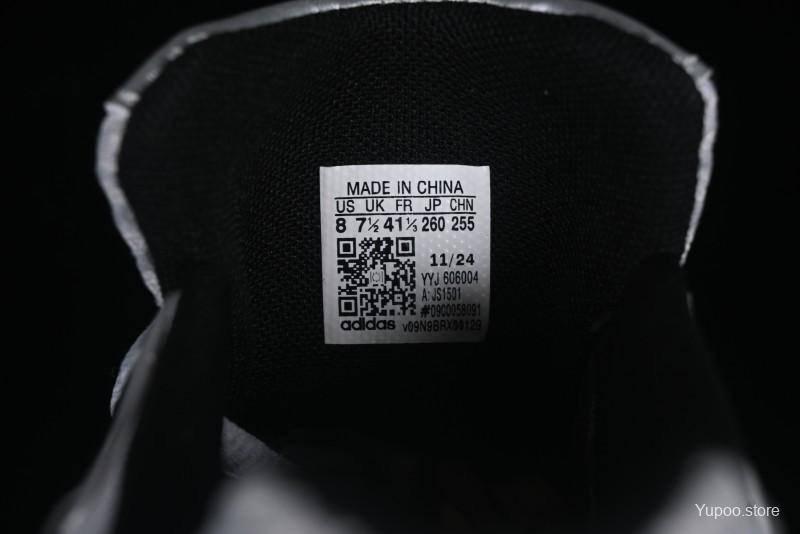 MADE IN CHINA
US UK FR JP CHN
8 7½ 41⅓ 260 255
11/24
YYJ 606004
A: JS1501
#0900058091
adidas v09N9BRX00129
Yupoo.store